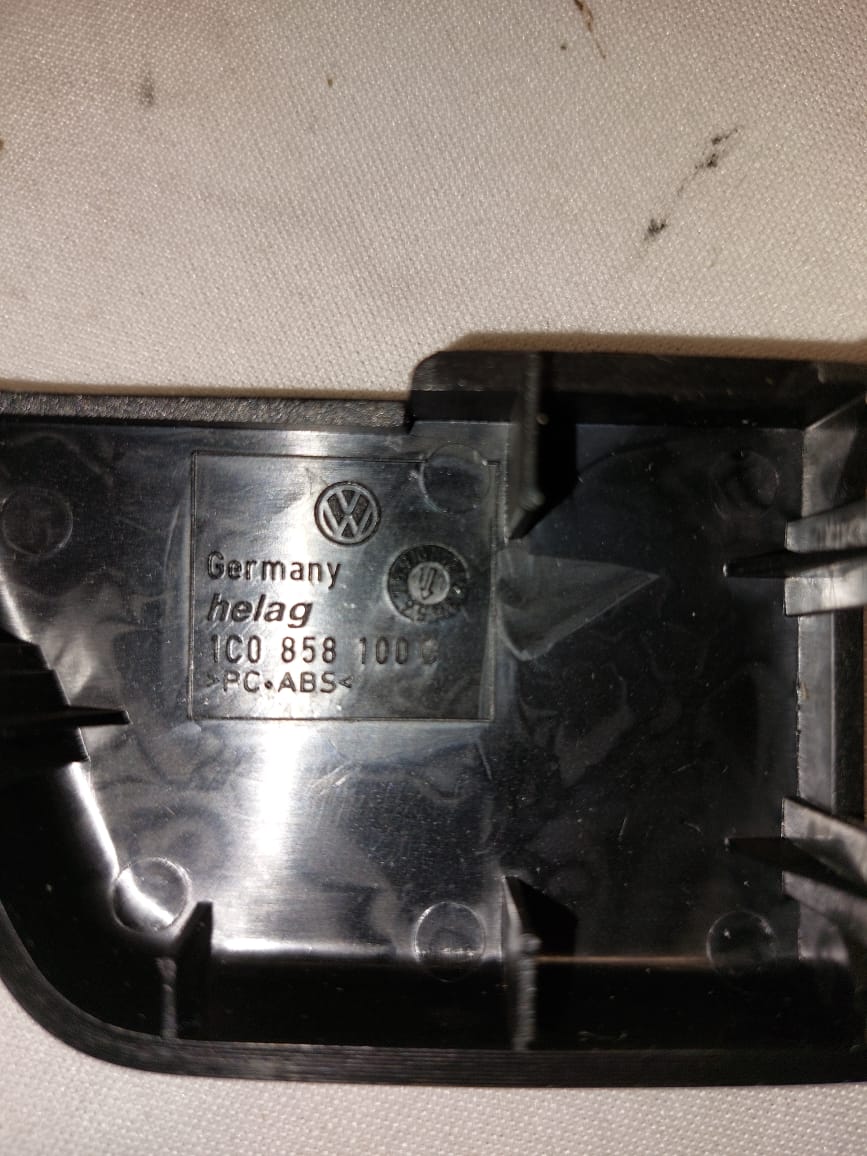 Germany
helag
1C0 858 100 C
>PC•ABS<